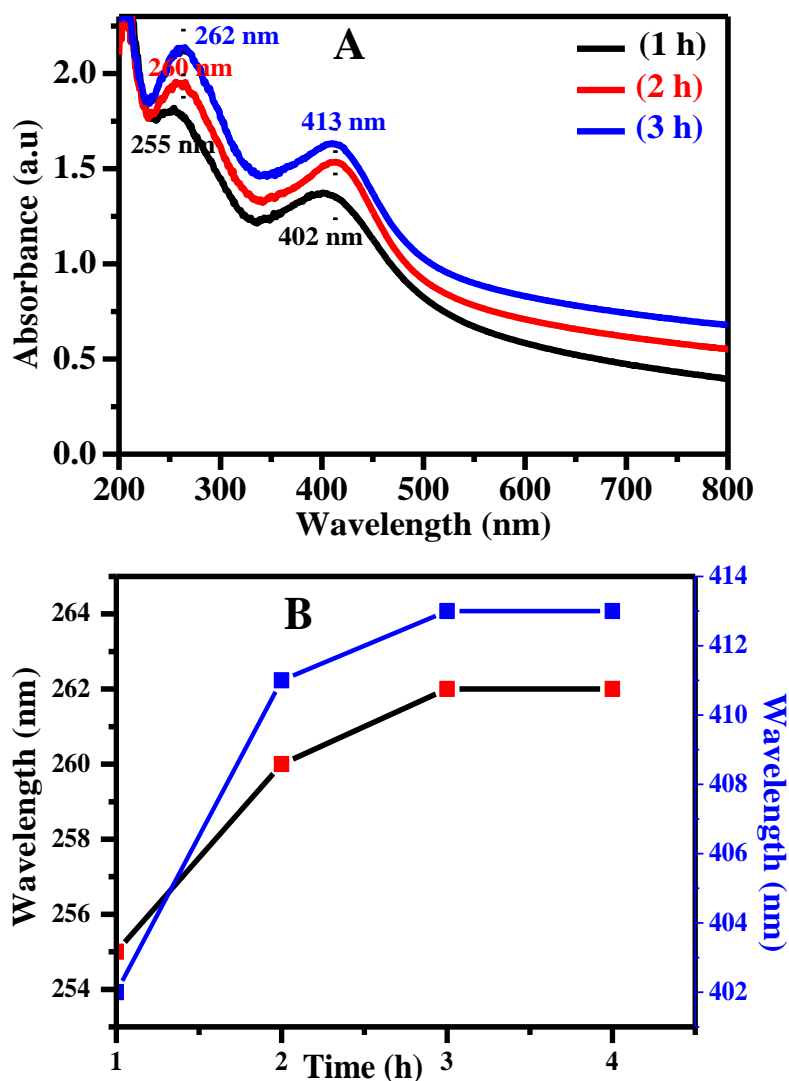 A
262 nm
260 nm
255 nm
413 nm
402 nm
(1 h)
(2 h)
(3 h)
Absorbance (a.u)
2.0
1.5
1.0
0.5
0.0
200 300 400 500 600 700 800
Wavelength (nm)
B
Wavelength (nm)
264
262
260
258
256
254
414
412
410
408
406
404
402
Wavelength (nm)
1 2 3 4
Time (h)